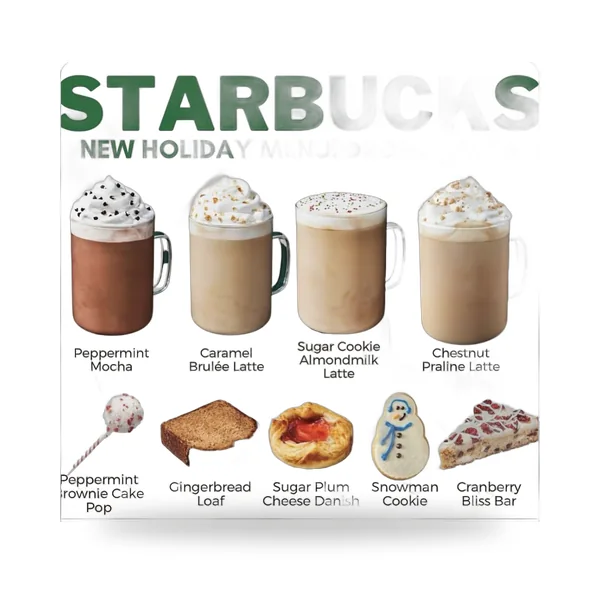 STARBUCKS
NEW HOLIDAY MENU
Peppermint
Mocha
Caramel
Brulée Latte
Sugar Cookie
Almondmilk
Latte
Chestnut
Praline Latte
Peppermint
Brownie Cake
Pop
Gingerbread
Loaf
Sugar Plum
Cheese Danish
Snowman
Cookie
Cranberry
Bliss Bar